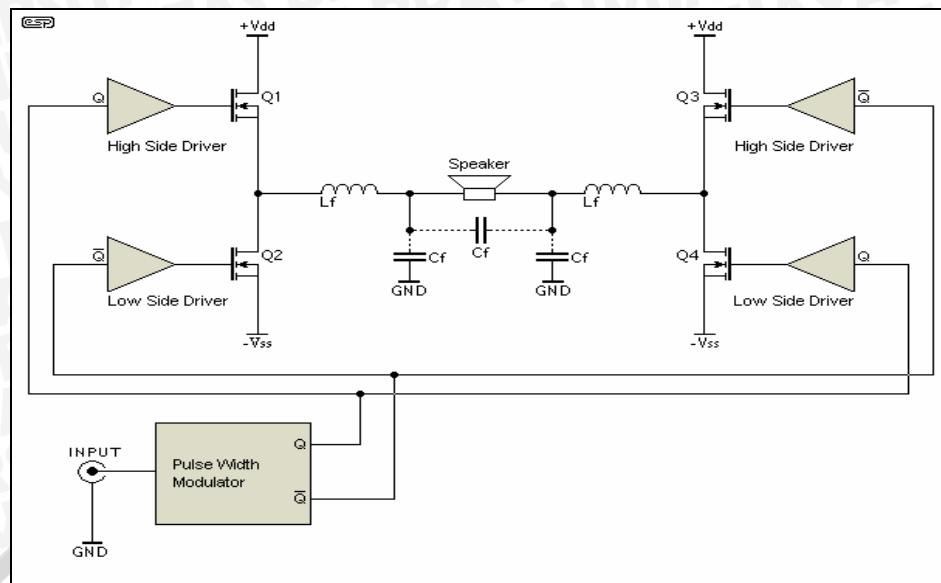 esp
+Vdd
+Vdd
Q
Q1
Q3
Q̅
High Side Driver
High Side Driver
Speaker
Lf
Lf
Q̅
Q2
Cf
Cf
Cf
Q4
Q
GND
GND
Low Side Driver
Low Side Driver
-Vss
-Vss
INPUT
Q
Pulse Width
Modulator
Q̅
GND